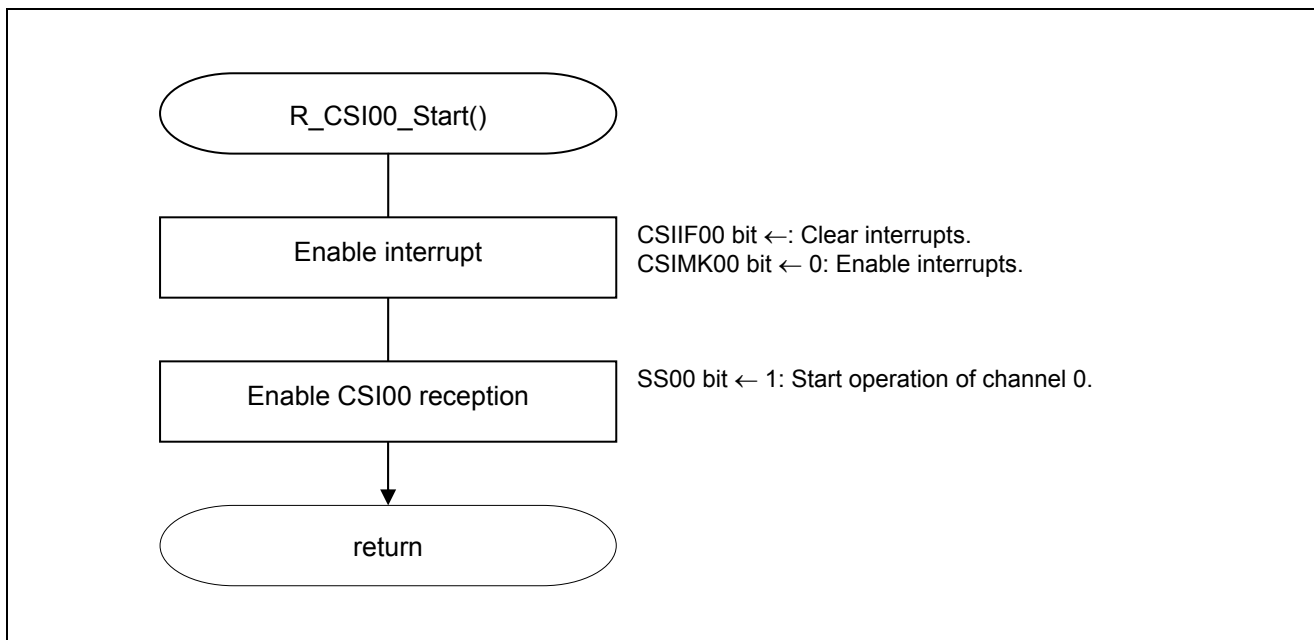 R_CSI00_Start()
Enable interrupt
CSIIF00 bit ←: Clear interrupts.
CSIMK00 bit ← 0: Enable interrupts.
Enable CSI00 reception
SS00 bit ← 1: Start operation of channel 0.
return